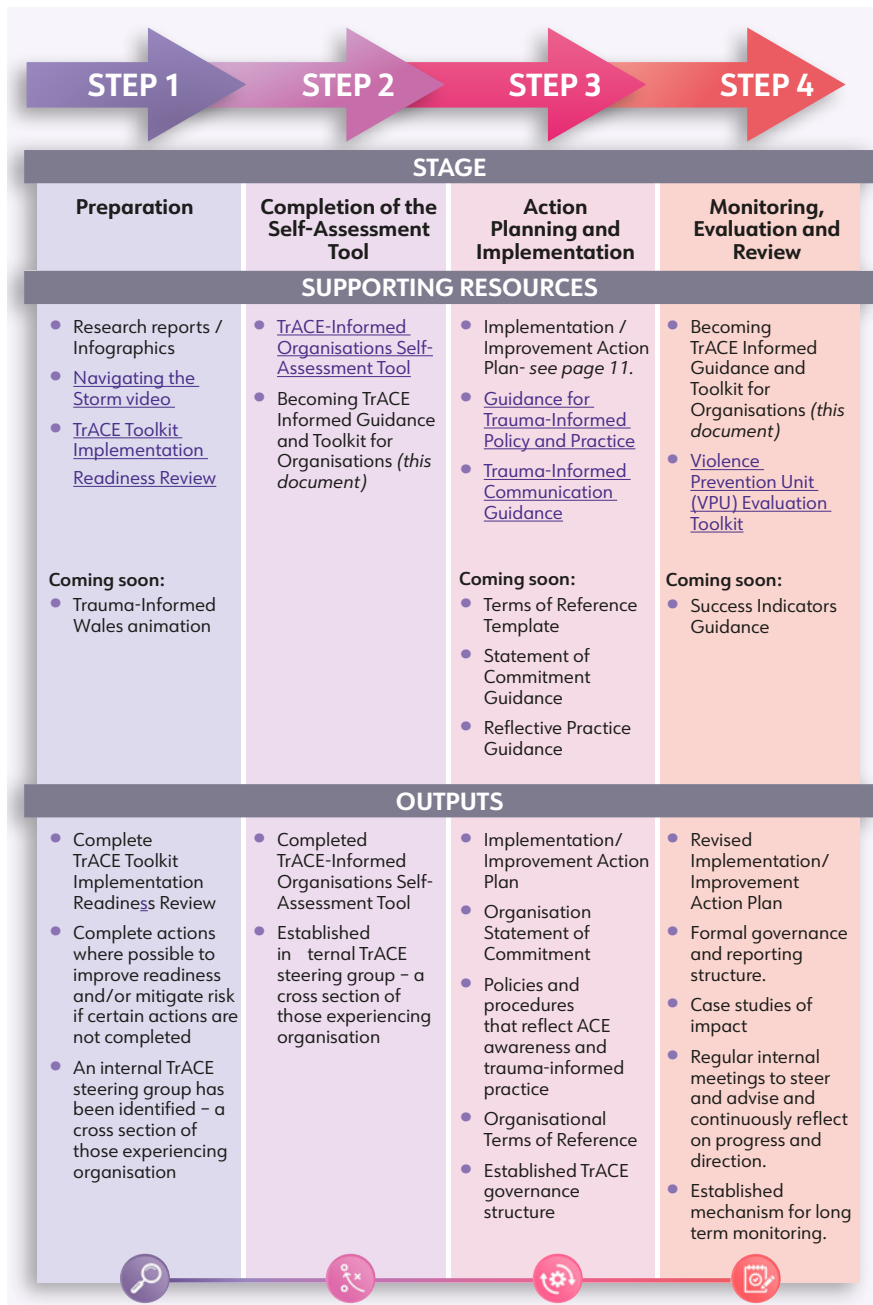 STEP 1
STEP 2
STEP 3
STEP 4
STAGE
Preparation
Completion of the
Self-Assessment
Tool
Action
Planning and
Implementation
Monitoring,
Evaluation and
Review
SUPPORTING RESOURCES
• Research reports /
Infographics
• Navigating the
Storm video
• TrACE Toolkit
Implementation
Readiness Review
Coming soon:
• Trauma-Informed
Wales animation
• TrACE-Informed
Organisations Self-
Assessment Tool
• Becoming TrACE
Informed Guidance
and Toolkit for
Organisations (this
document)
• Implementation /
Improvement Action
Plan- see page 11.
• Guidance for
Trauma-Informed
Policy and Practice
• Trauma-Informed
Communication
Guidance
Coming soon:
• Terms of Reference
Template
• Statement of
Commitment
Guidance
• Reflective Practice
Guidance
• Becoming
TrACE Informed
Guidance and
Toolkit for
Organisations (this
document)
• Violence
Prevention Unit
(VPU) Evaluation
Toolkit
Coming soon:
• Success Indicators
Guidance
OUTPUTS
• Complete
TrACE Toolkit
Implementation
Readiness Review
• Complete actions
where possible to
improve readiness
and/or mitigate risk
if certain actions are
not completed
• An internal TrACE
steering group has
been identified – a
cross section of
those experiencing
organisation
• Completed
TrACE-Informed
Organisations Self-
Assessment Tool
• Established
in ternal TrACE
steering group – a
cross section of
those experiencing
organisation
• Implementation/
Improvement Action
Plan
• Organisation
Statement of
Commitment
• Policies and
procedures
that reflect ACE
awareness and
trauma-informed
practice
• Organisational
Terms of Reference
• Established TrACE
governance
structure
• Revised
Implementation/
Improvement
Action Plan
• Formal governance
and reporting
structure.
• Case studies of
impact
• Regular internal
meetings to steer
and advise and
continuously reflect
on progress and
direction.
• Established
mechanism for long
term monitoring.